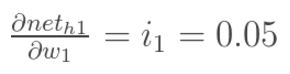 ∂net_{h1}/∂w_1 = i_1 = 0.05